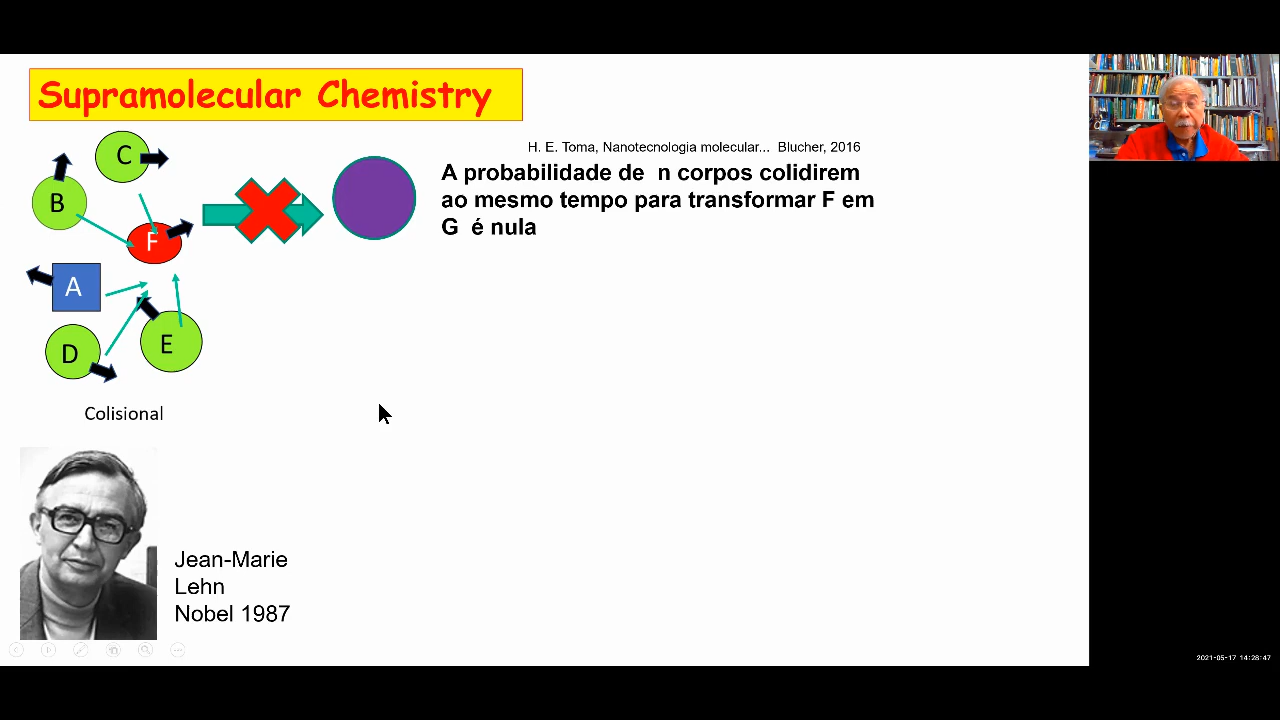 Supramolecular Chemistry
H. E. Toma, Nanotecnologia molecular... Blucher, 2016
A probabilidade de n corpos colidirem
ao mesmo tempo para transformar F em
G é nula
C
B
F
A
D
E
Colisional
Jean-Marie
Lehn
Nobel 1987
2021-05-17 14:28:47